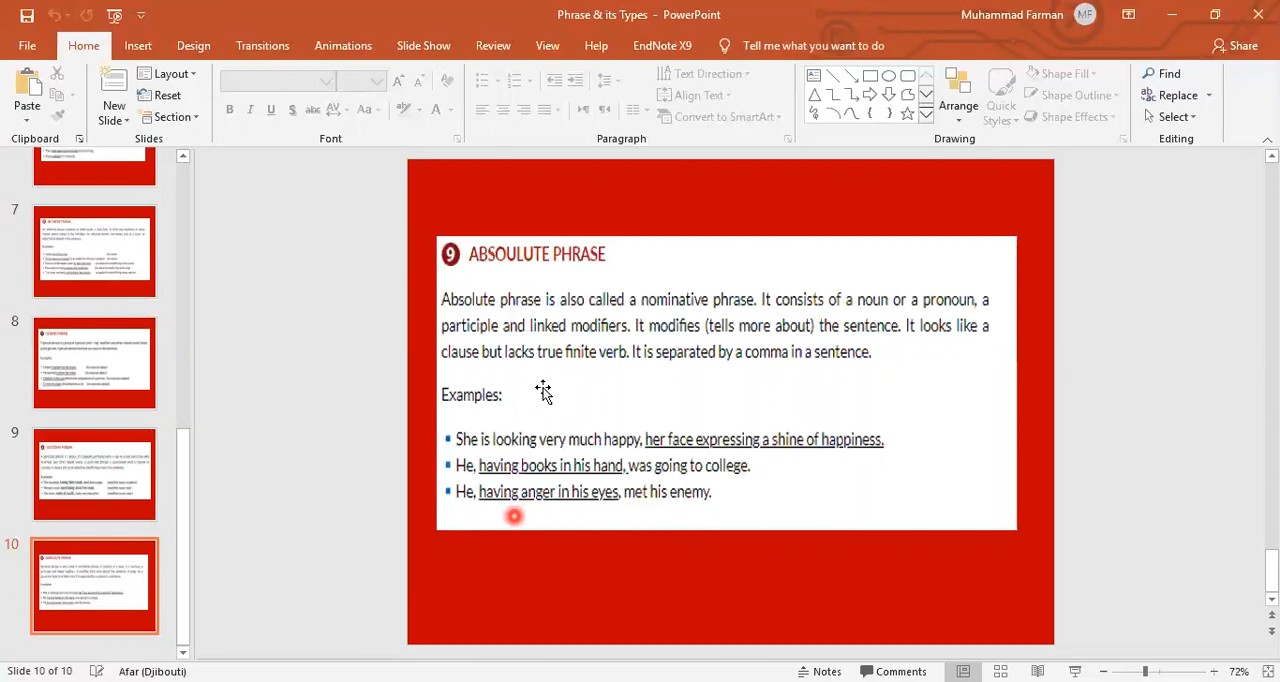 Phrase & its Types - PowerPoint
Muhammad Farman
MF
File Home Insert Design Transitions Animations Slide Show Review View Help EndNote X9 Tell me what you want to do Share
Paste
Clipboard
New Slide
Layout
Reset
Section
Slides
B I U S abc AV Aa A
Font
Text Direction
Align Text
Convert to SmartArt
Paragraph
Arrange
Quick Styles
Shape Fill
Shape Outline
Shape Effects
Drawing
Find
Replace
Select
Editing
7
8
9
10
9 ABSOULUTE PHRASE
Absolute phrase is also called a nominative phrase. It consists of a noun or a pronoun, a
participle and linked modifiers. It modifies (tells more about) the sentence. It looks like a
clause but lacks true finite verb. It is separated by a comma in a sentence.
Examples:
She is looking very much happy, her face expressing shine of happiness.
He, having books in his hand, was going to college.
He, having anger in his eyes, met his enemy.
Slide 10 of 10 Afar (Djibouti) Notes Comments 72%